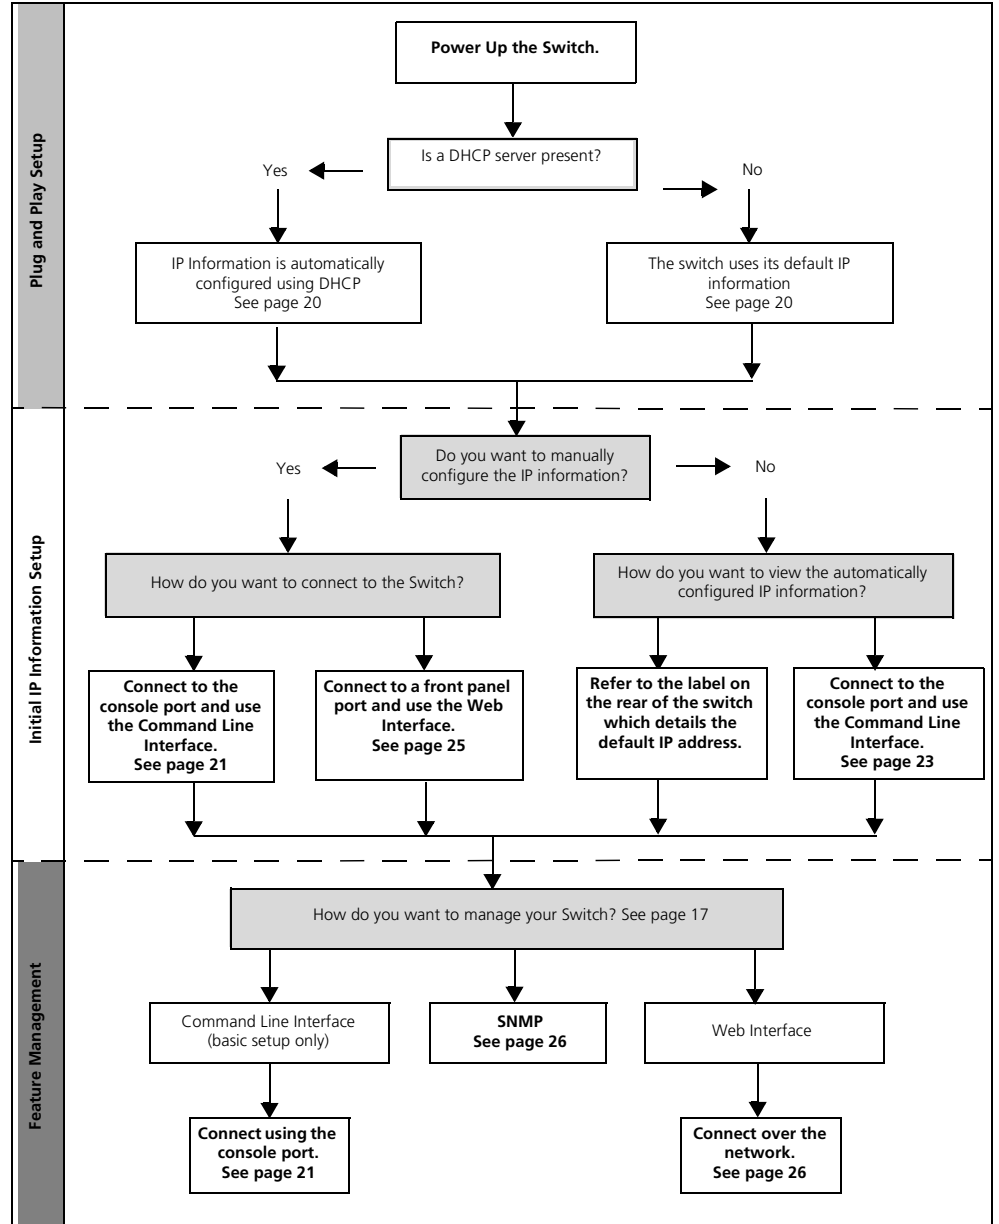 Plug and Play Setup
Power Up the Switch.
Is a DHCP server present?
Yes
No
IP Information is automatically
configured using DHCP
See page 20
The switch uses its default IP
information
See page 20
Initial IP Information Setup
Do you want to manually
configure the IP information?
Yes
No
How do you want to connect to the Switch?
How do you want to view the automatically
configured IP information?
Connect to the
console port and use
the Command Line
Interface.
See page 21
Connect to a front panel
port and use the Web
Interface.
See page 25
Refer to the label on
the rear of the switch
which details the
default IP address.
Connect to the
console port and use
the Command Line
Interface.
See page 23
Feature Management
How do you want to manage your Switch? See page 17
Command Line Interface
(basic setup only)
SNMP
See page 26
Web Interface
Connect using the
console port.
See page 21
Connect over the
network.
See page 26